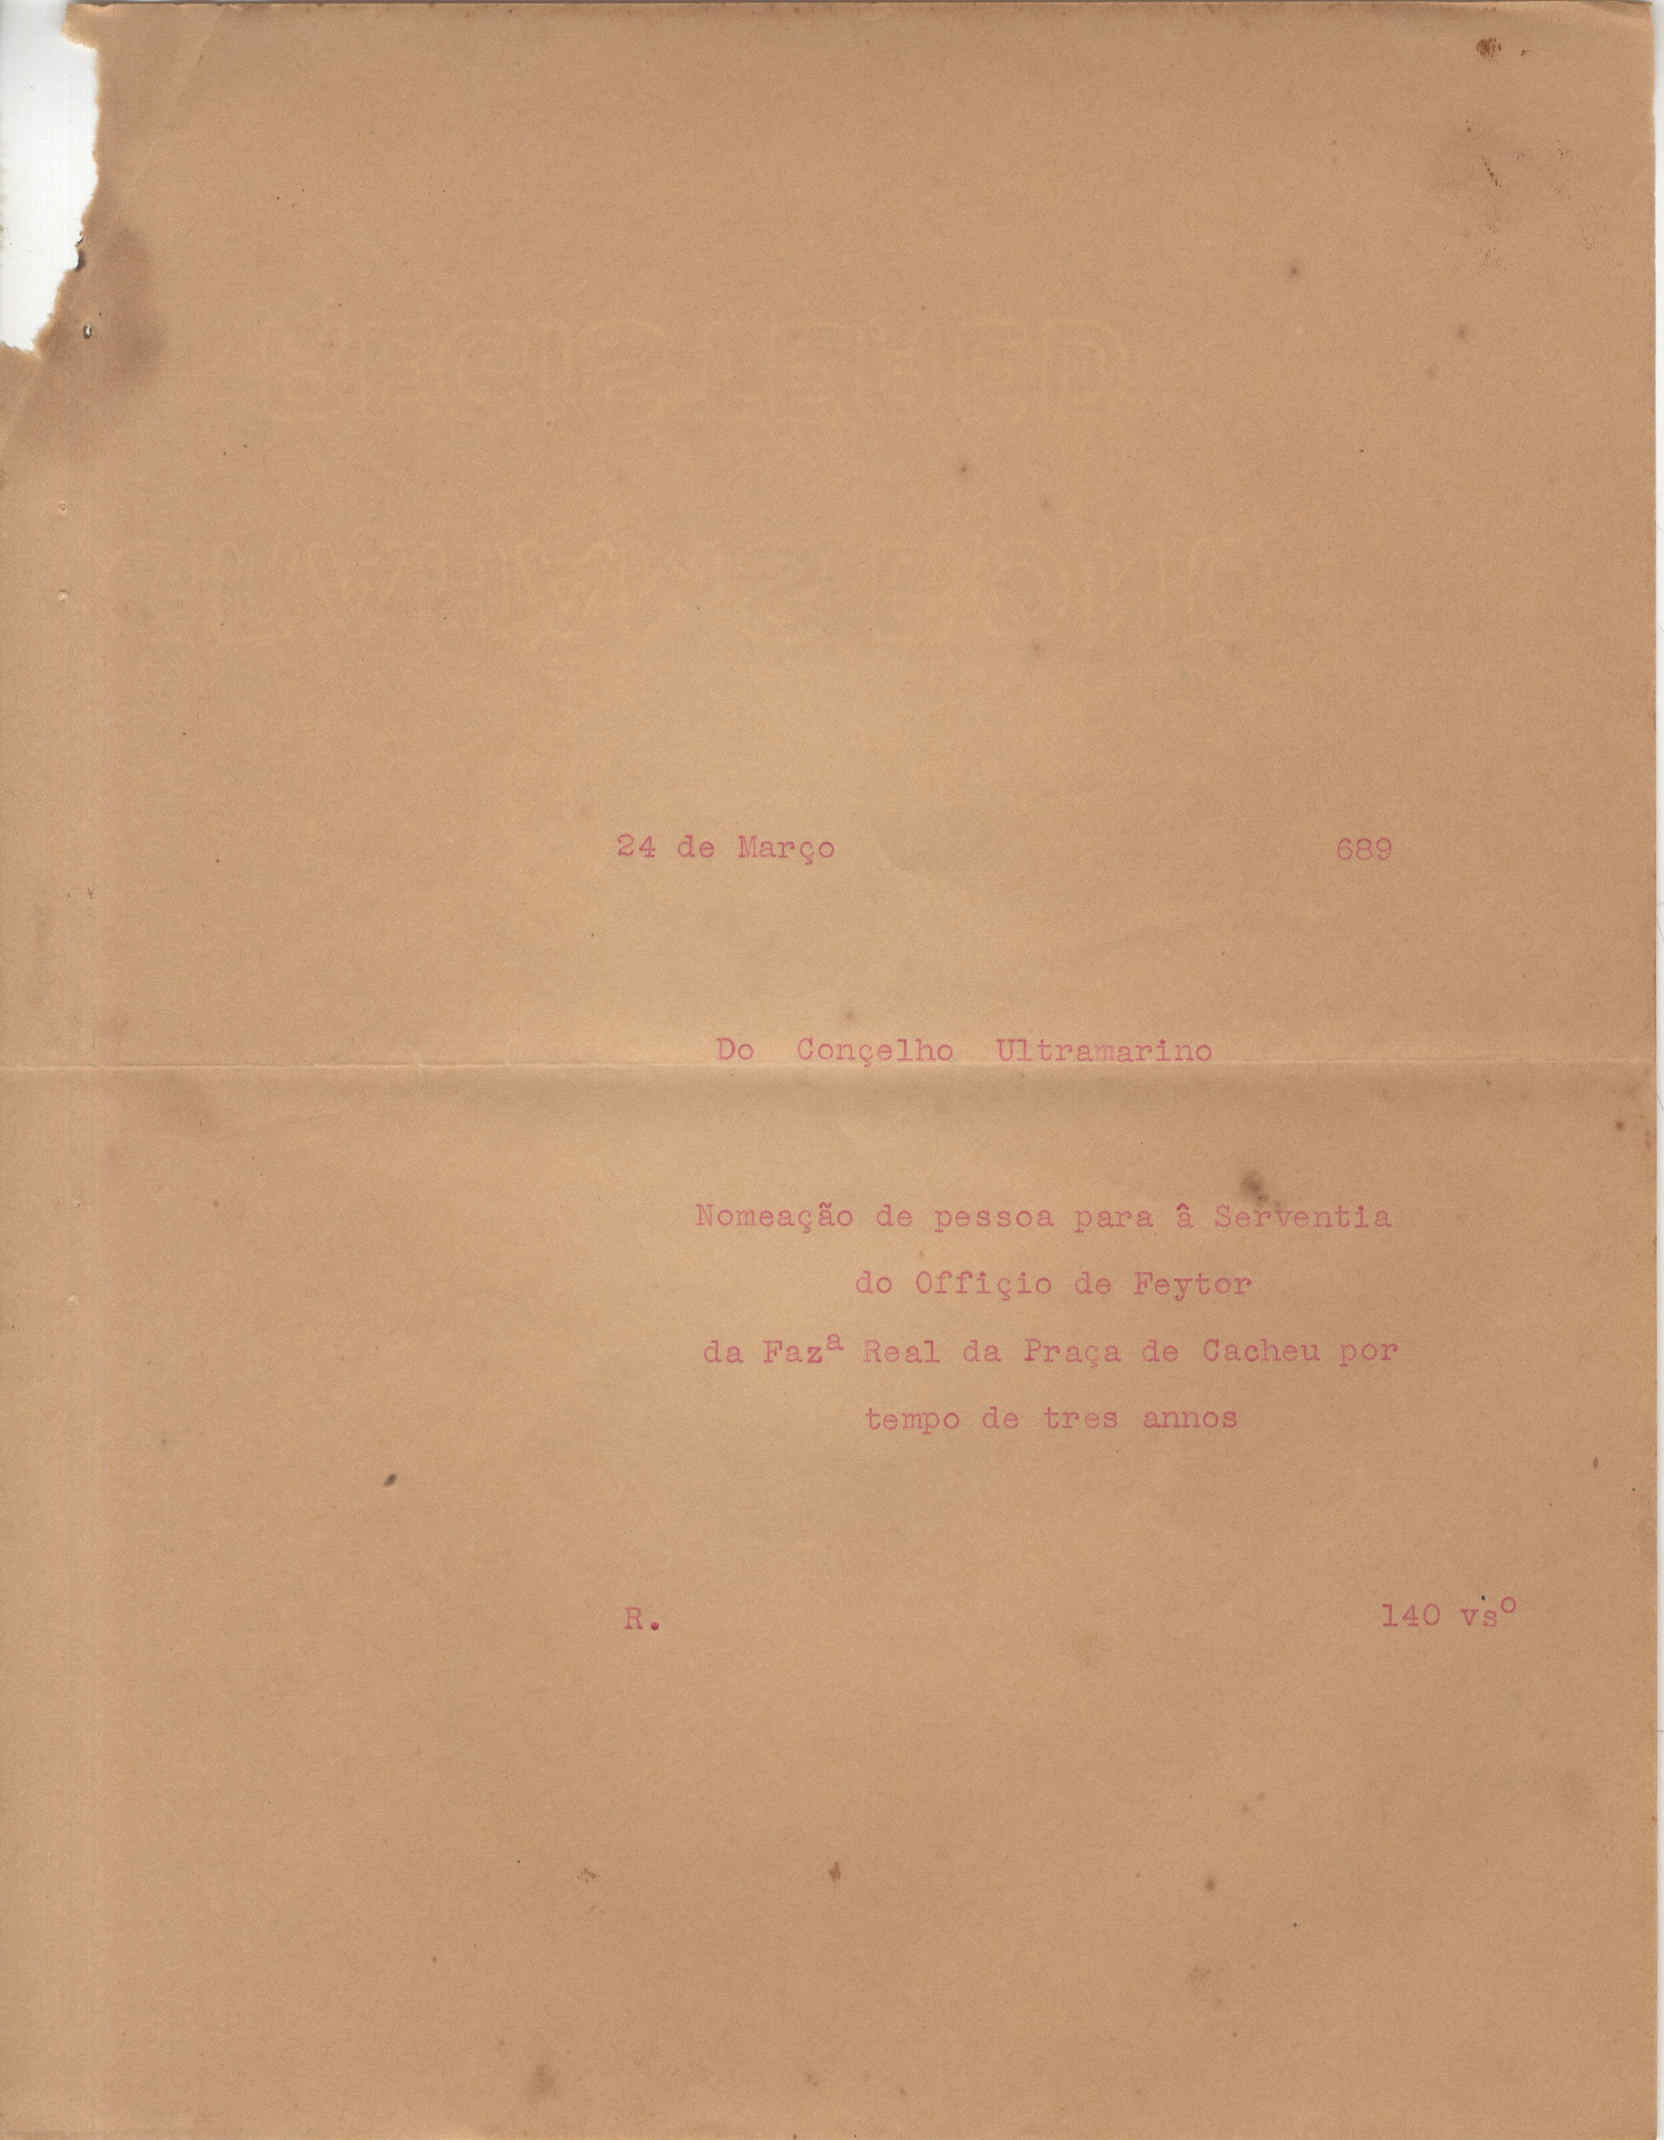 24 de Março 689
Do Conçelho Ultramarino
Nomeação de pessoa para â Serventia
do Offiçio de Feytor
da Fazª Real da Praça de Cacheu por
tempo de tres annos
R. 140 vsº